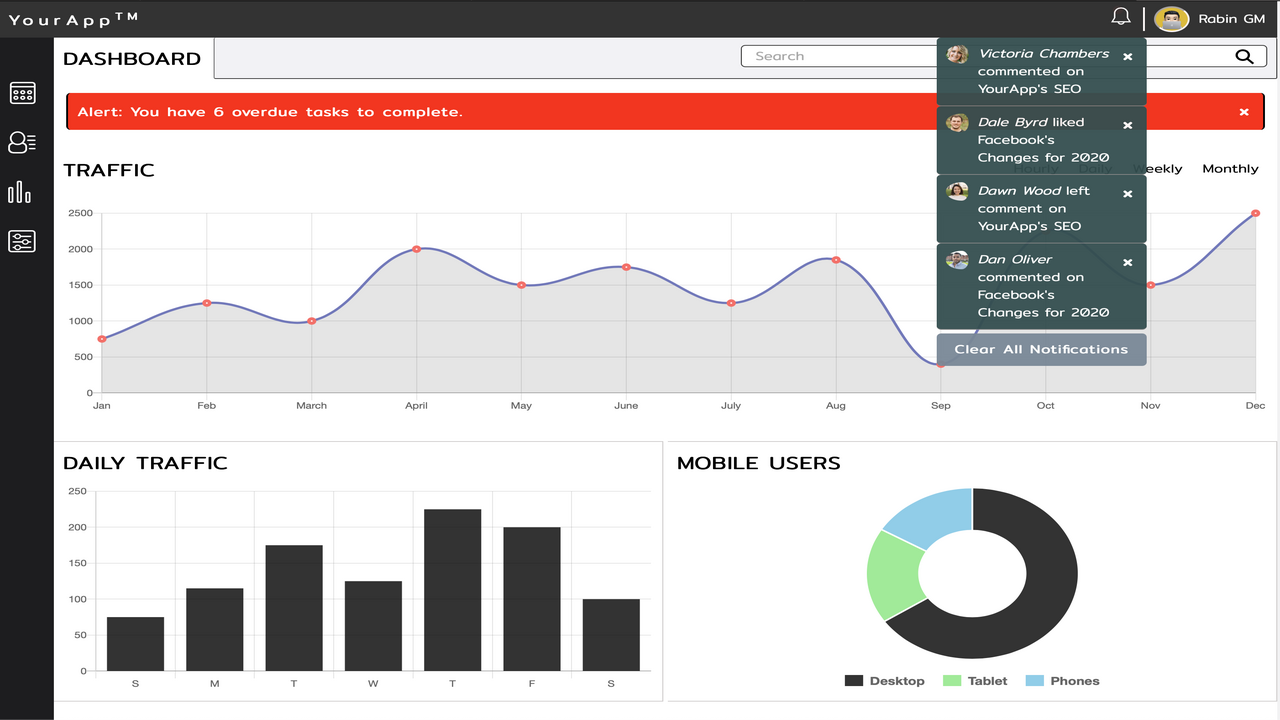 YourApp™
Rabin GM
DASHBOARD
Search
Victoria Chambers
commented on
YourApp's SEO
Dale Byrd liked
Facebook's
Changes for 2020
Dawn Wood left
comment on
YourApp's SEO
Dan Oliver
commented on
Facebook's
Changes for 2020
Clear All Notifications
Alert: You have 6 overdue tasks to complete.
TRAFFIC
Hourly Daily Weekly Monthly
2500
2000
1500
1000
500
0
Jan Feb March April May June July Aug Sep Oct Nov Dec
DAILY TRAFFIC
250
200
150
100
50
0
S M T W T F S
MOBILE USERS
Desktop Tablet Phones